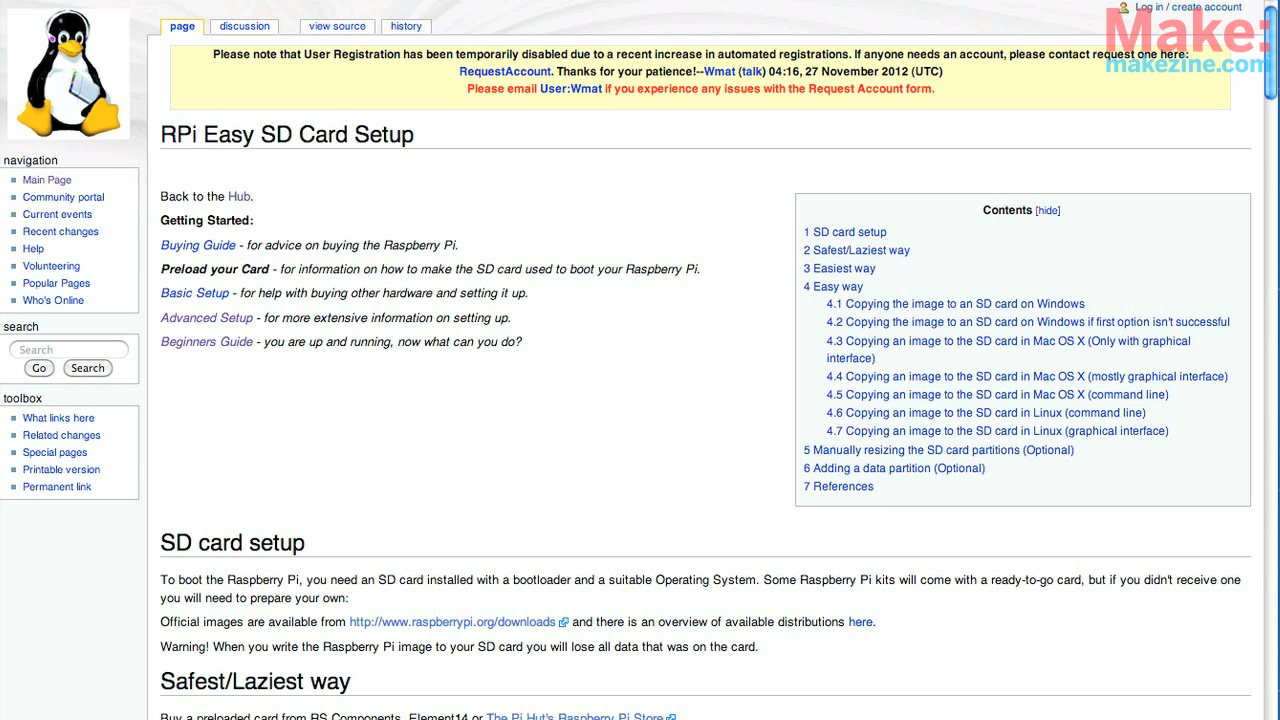 Log in / create account
Make:
makezine.com
page
discussion
view source
history
Please note that User Registration has been temporarily disabled due to a recent increase in automated registrations. If anyone needs an account, please contact request one here:
RequestAccount. Thanks for your patience!--Wmat (talk) 04:16, 27 November 2012 (UTC)
Please email User:Wmat if you experience any issues with the Request Account form.
RPi Easy SD Card Setup
navigation
Main Page
Community portal
Current events
Recent changes
Help
Volunteering
Popular Pages
Who's Online
search
Search
Go
Search
toolbox
What links here
Related changes
Special pages
Printable version
Permanent link
Back to the Hub.
Getting Started:
Buying Guide - for advice on buying the Raspberry Pi.
Preload your Card - for information on how to make the SD card used to boot your Raspberry Pi.
Basic Setup - for help with buying other hardware and setting it up.
Advanced Setup - for more extensive information on setting up.
Beginners Guide - you are up and running, now what can you do?
Contents [hide]
1 SD card setup
2 Safest/Laziest way
3 Easiest way
4 Easy way
4.1 Copying the image to an SD card on Windows
4.2 Copying the image to an SD card on Windows if first option isn't successful
4.3 Copying an image to the SD card in Mac OS X (Only with graphical
interface)
4.4 Copying an image to the SD card in Mac OS X (mostly graphical interface)
4.5 Copying an image to the SD card in Mac OS X (command line)
4.6 Copying an image to the SD card in Linux (command line)
4.7 Copying an image to the SD card in Linux (graphical interface)
5 Manually resizing the SD card partitions (Optional)
6 Adding a data partition (Optional)
7 References
SD card setup
To boot the Raspberry Pi, you need an SD card installed with a bootloader and a suitable Operating System. Some Raspberry Pi kits will come with a ready-to-go card, but if you didn't receive one
you will need to prepare your own:
Official images are available from http://www.raspberrypi.org/downloads and there is an overview of available distributions here.
Warning! When you write the Raspberry Pi image to your SD card you will lose all data that was on the card.
Safest/Laziest way
Buy a preloaded card from RS Components, Element14 or The Pi Hut's Raspberry Pi Store